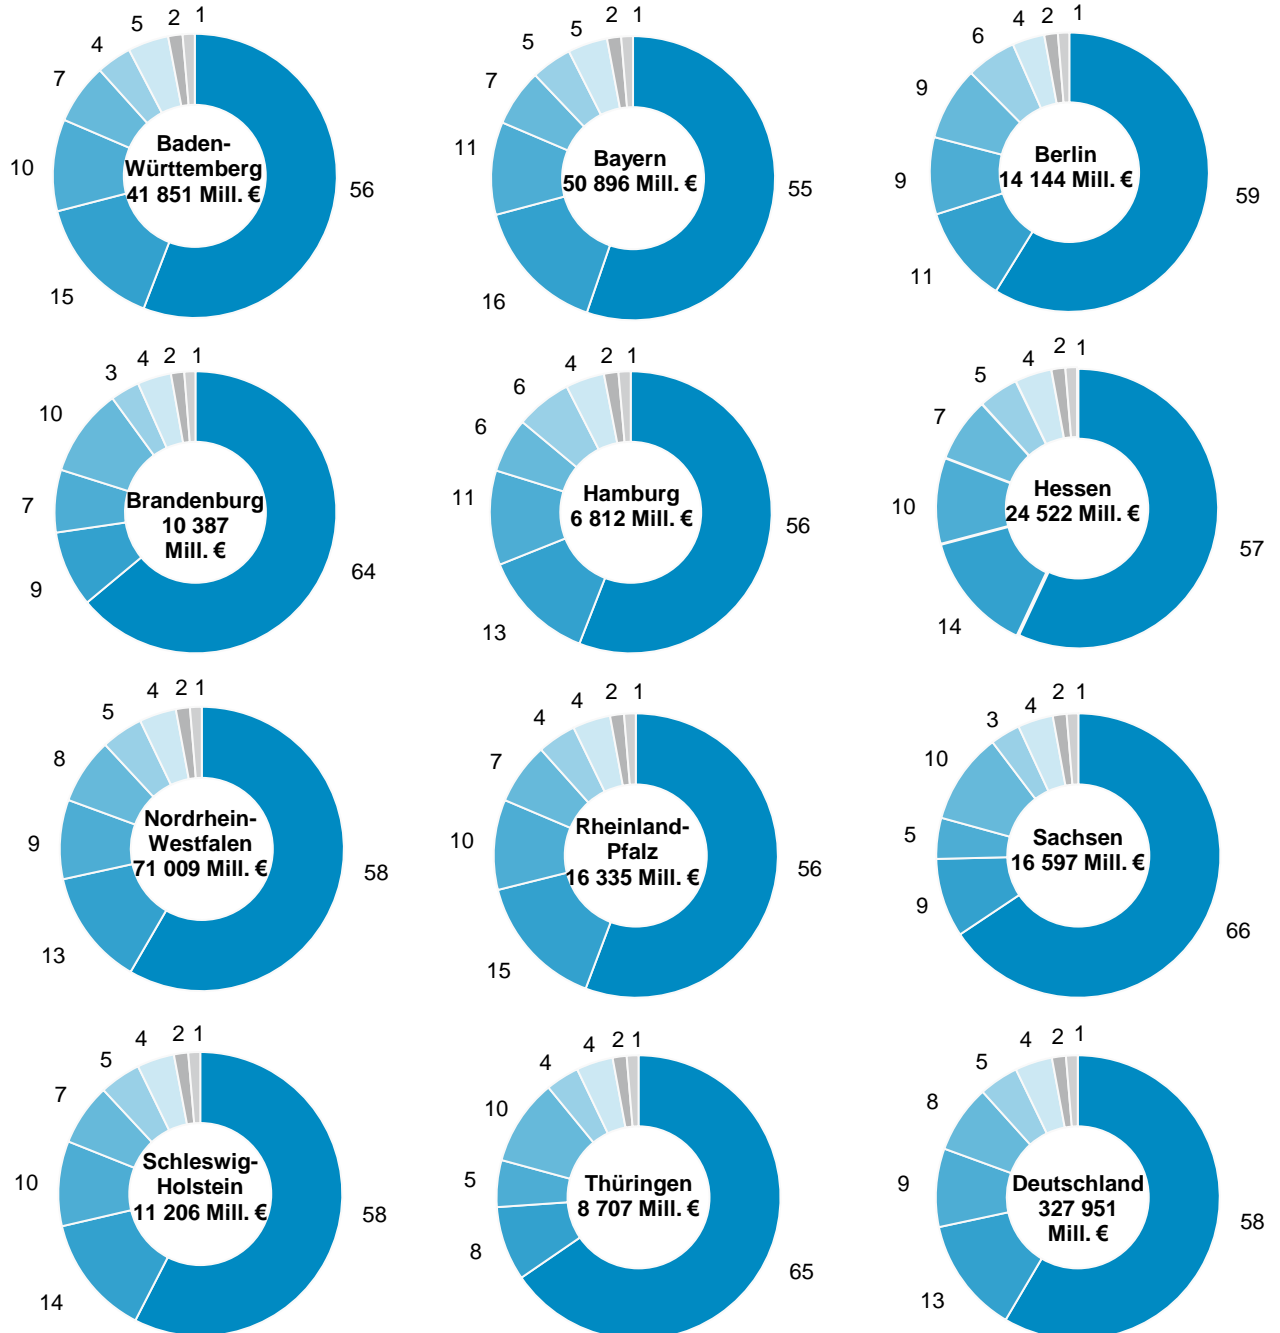 4 5 2 1
7
10
15
56
Baden-
Württemberg
41 851 Mill. €
5 5 2 1
7
11
16
55
Bayern
50 896 Mill. €
6 4 2 1
9
9
11
59
Berlin
14 144 Mill. €
3 4 2 1
10
7
9
64
Brandenburg
10 387
Mill. €
6 4 2 1
6
11
13
56
Hamburg
6 812 Mill. €
5 4 2 1
7
10
14
57
Hessen
24 522 Mill. €
5 4 2 1
8
9
13
58
Nordrhein-
Westfalen
71 009 Mill. €
4 4 2 1
7
10
15
56
Rheinland-
Pfalz
16 335 Mill. €
3 4 2 1
10
5
9
66
Sachsen
16 597 Mill. €
5 4 2 1
7
10
14
58
Schleswig-
Holstein
11 206 Mill. €
4 4 2 1
10
5
8
65
Thüringen
8 707 Mill. €
5 4 2 1
8
9
13
58
Deutschland
327 951
Mill. €